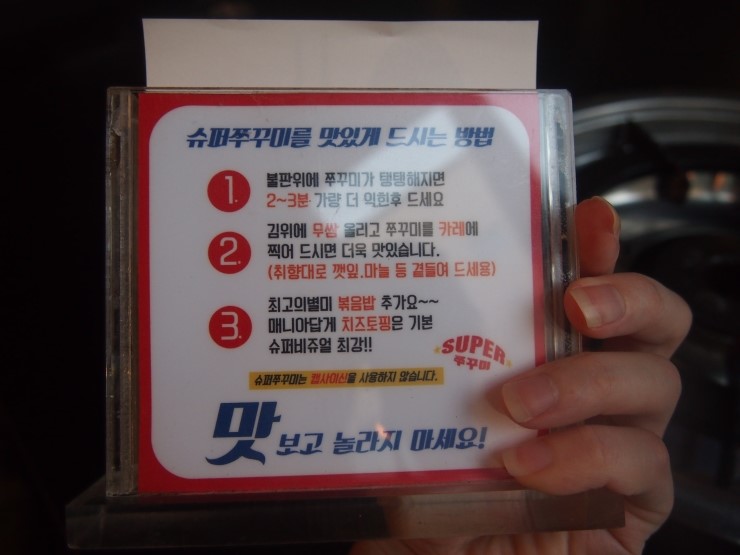 슈퍼쭈꾸미를 맛있게 드시는 방법
1. 불판위에 쭈꾸미가 탱탱해지면
2~3분 가량 더 익힌후 드세요
2. 김위에 무쌈 올리고 쭈꾸미를 카레에
찍어 드시면 더욱 맛있습니다.
(취향대로 깻잎.마늘 등 곁들여 드세용)
3. 최고의별미 볶음밥 추가요~~
매니아답게 치즈토핑은 기본
슈퍼비쥬얼 최강!!
SUPER
쭈꾸미
슈퍼쭈꾸미는 캡사이신을 사용하지 않습니다.
맛 보고 놀라지 마세요!